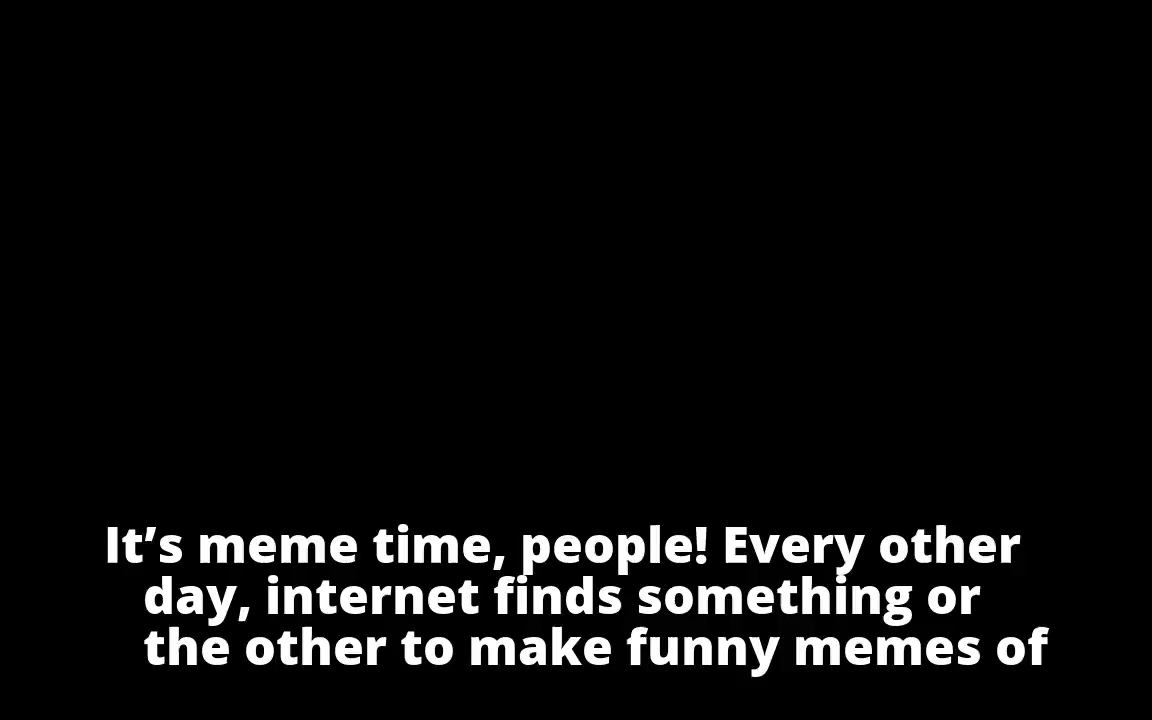 It’s meme time, people! Every other
day, internet finds something or
the other to make funny memes of